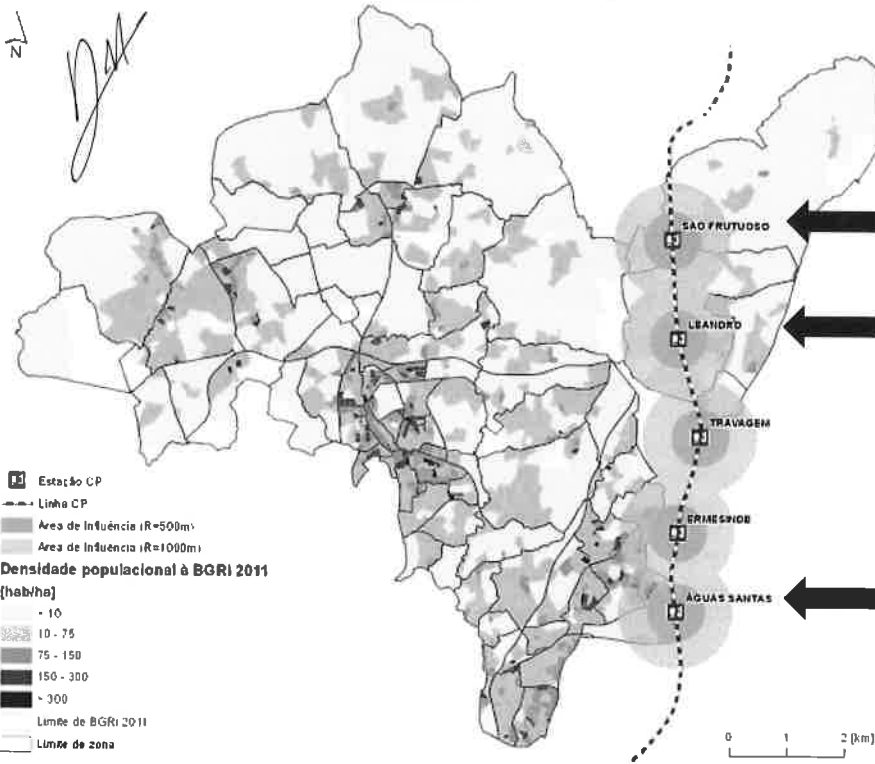 N
SÃO FRUTUOSO
LEANDRO
TRAVAGEM
ERMESINDE
ÁGUAS SANTAS
Estação CP
Linha CP
Área de Influência (R=500m)
Área de Influência (R=1000m)
Densidade populacional à BGRI 2011
[hab/ha]
< 10
10 - 75
75 - 150
150 - 300
> 300
Limite de BGRI 2011
Limite de zona
0 1 2 [km]